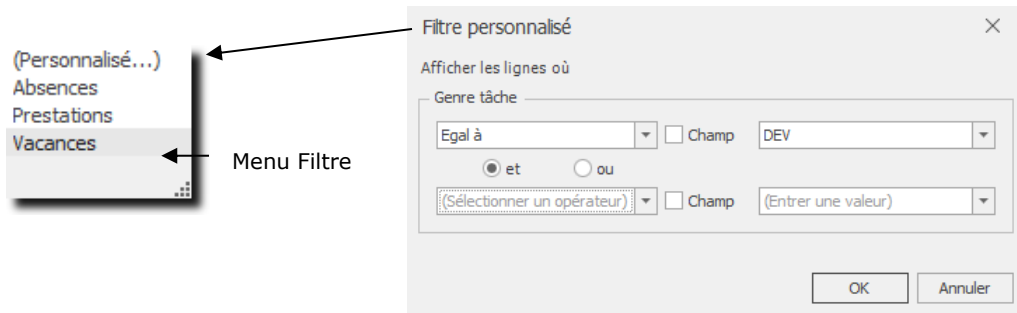 (Personnalisé...)
Absences
Prestations
Vacances
Menu Filtre
Filtre personnalisé
Afficher les lignes où
Genre tâche
Egal à
Champ
DEV
et
ou
(Sélectionner un opérateur)
Champ
(Entrer une valeur)
OK
Annuler